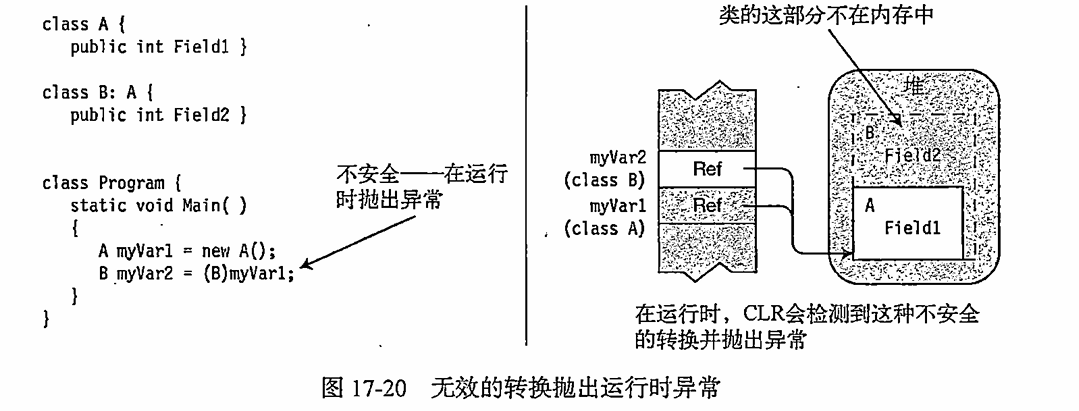 class A {
public int Field1 }
class B: A {
public int Field2 }
class Program {
static void Main( )
{
A myVar1 = new A();
B myVar2 = (B)myVar1;
}
}
不安全——在运行
时抛出异常
类的这部分不在内存中
堆
B
Field2
myVar2
(class B)
Ref
myVar1
(class A)
Ref
A
Field1
在运行时，CLR会检测到这种不安全
的转换并抛出异常
图 17-20 无效的转换抛出运行时异常